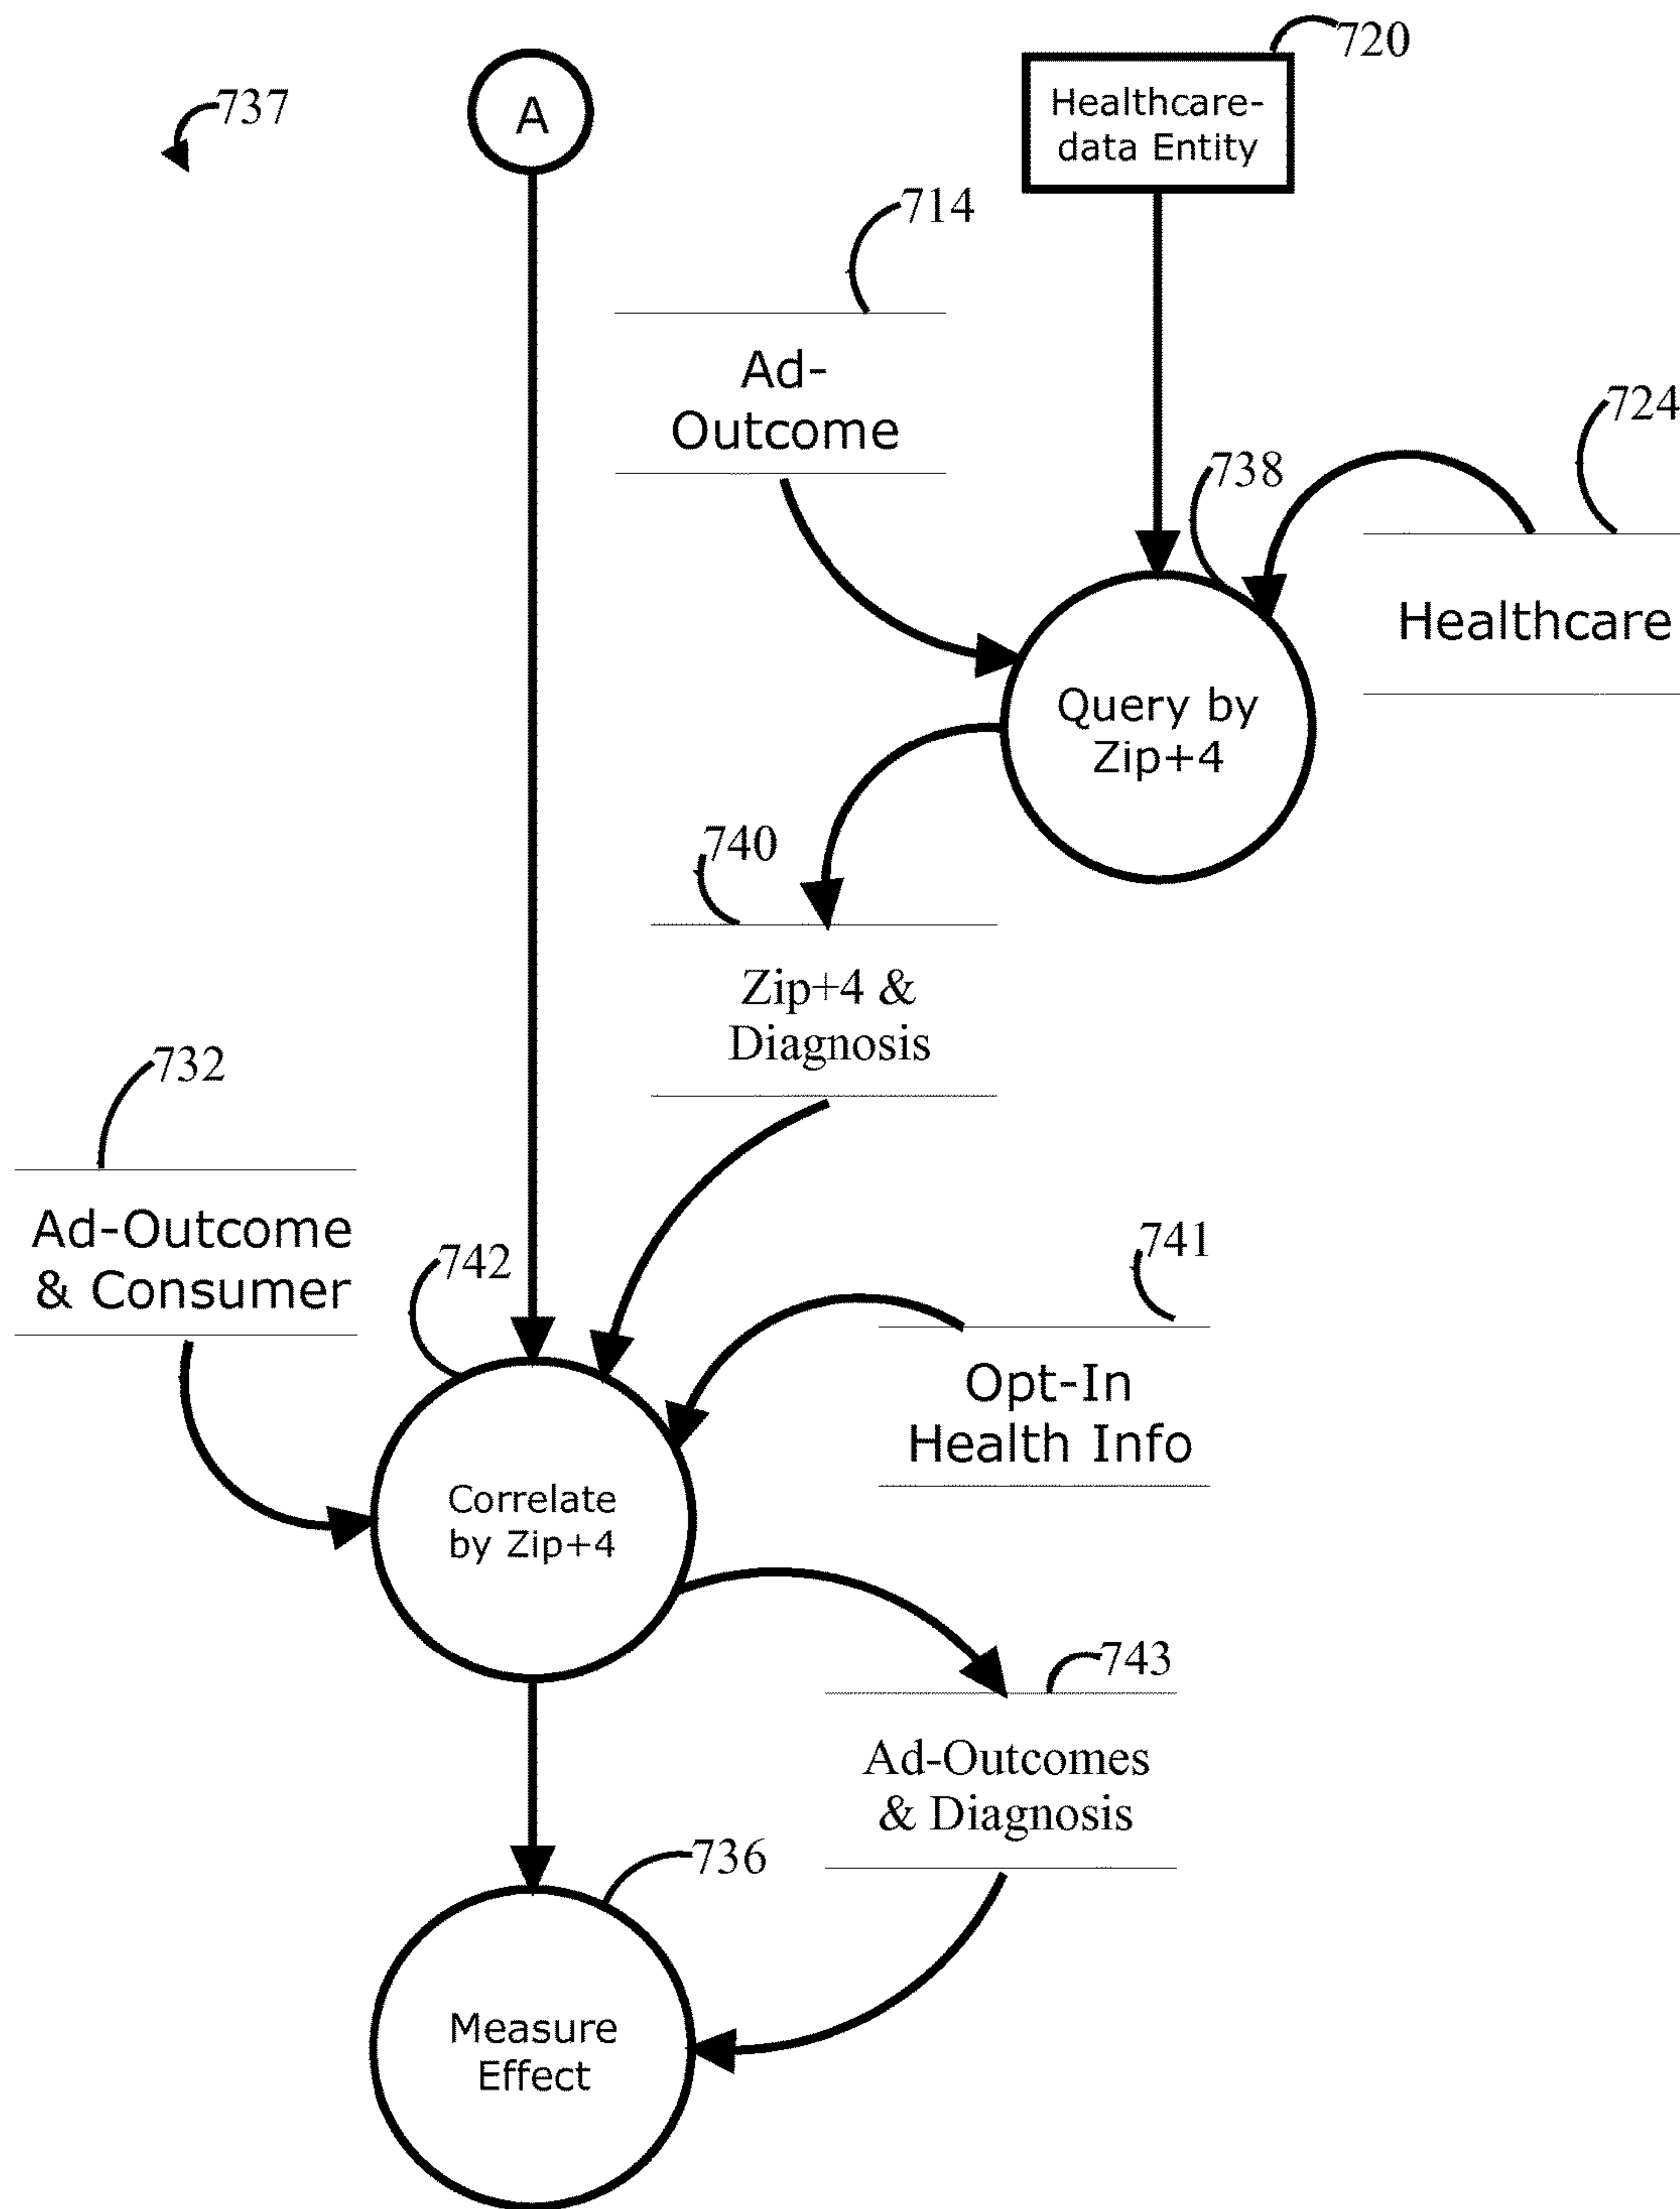 720
737
A
Healthcare-
data Entity
714
Ad-
Outcome
724
738
Healthcare
Query by
Zip+4
740
Zip+4 &
Diagnosis
732
Ad-Outcome
& Consumer
742
741
Opt-In
Health Info
Correlate
by Zip+4
743
Ad-Outcomes
& Diagnosis
736
Measure
Effect